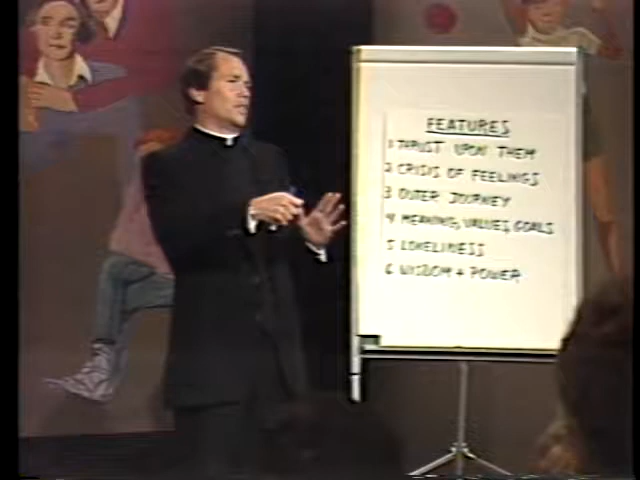 FEATURES
1 THRUST UPON THEM
2 CRISIS OF FEELINGS
3 OUTER JOURNEY
4 MEANING, VALUES, GOALS
5 LONELINESS
6 WISDOM + POWER